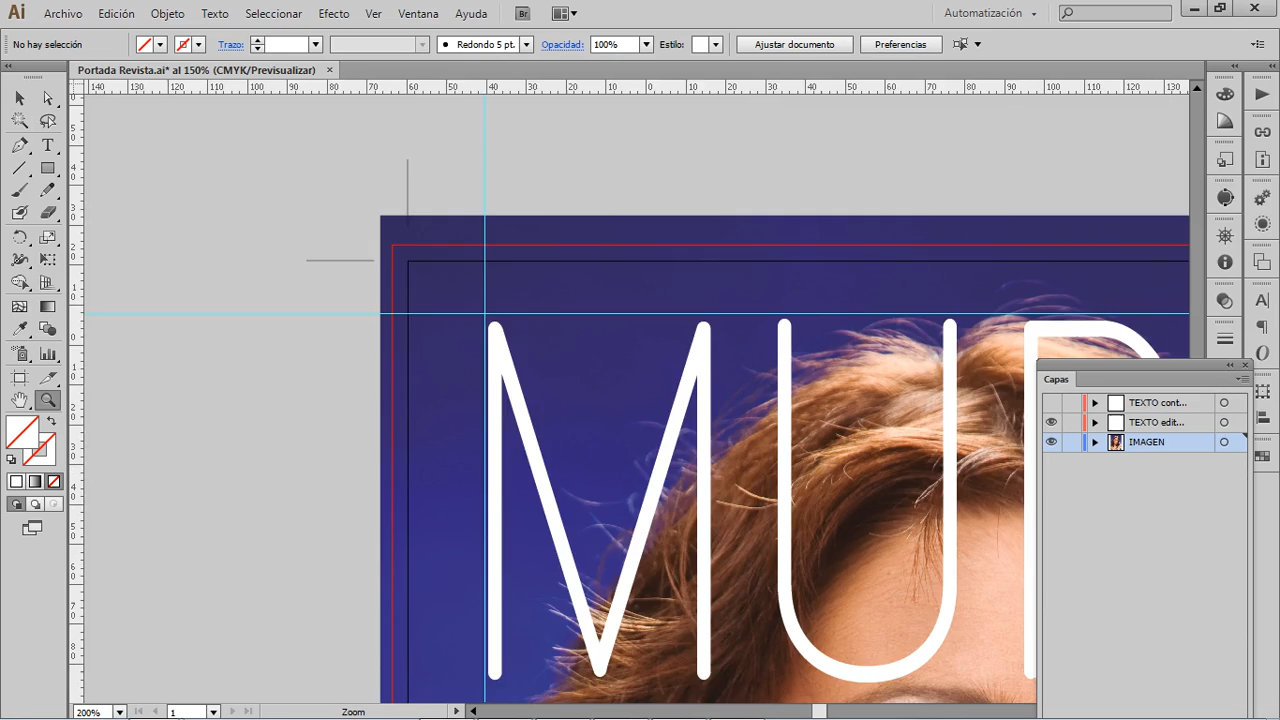 Ai Archivo Edición Objeto Texto Seleccionar Efecto Ver Ventana Ayuda Br Automatización
No hay selección Trazo: Redondo 5 pt. Opacidad: 100% Estilo: Ajustar documento Preferencias
Portada Revista.ai* al 150% (CMYK/Previsualizar) ×
140 130 120 110 100 90 80 70 60 50 40 30 20 10 0 10 20 30 40 50 60 70 80 90 100 110 120 130
MU
Capas
TEXTO cont...
TEXTO edit...
IMAGEN
200% 1 Zoom